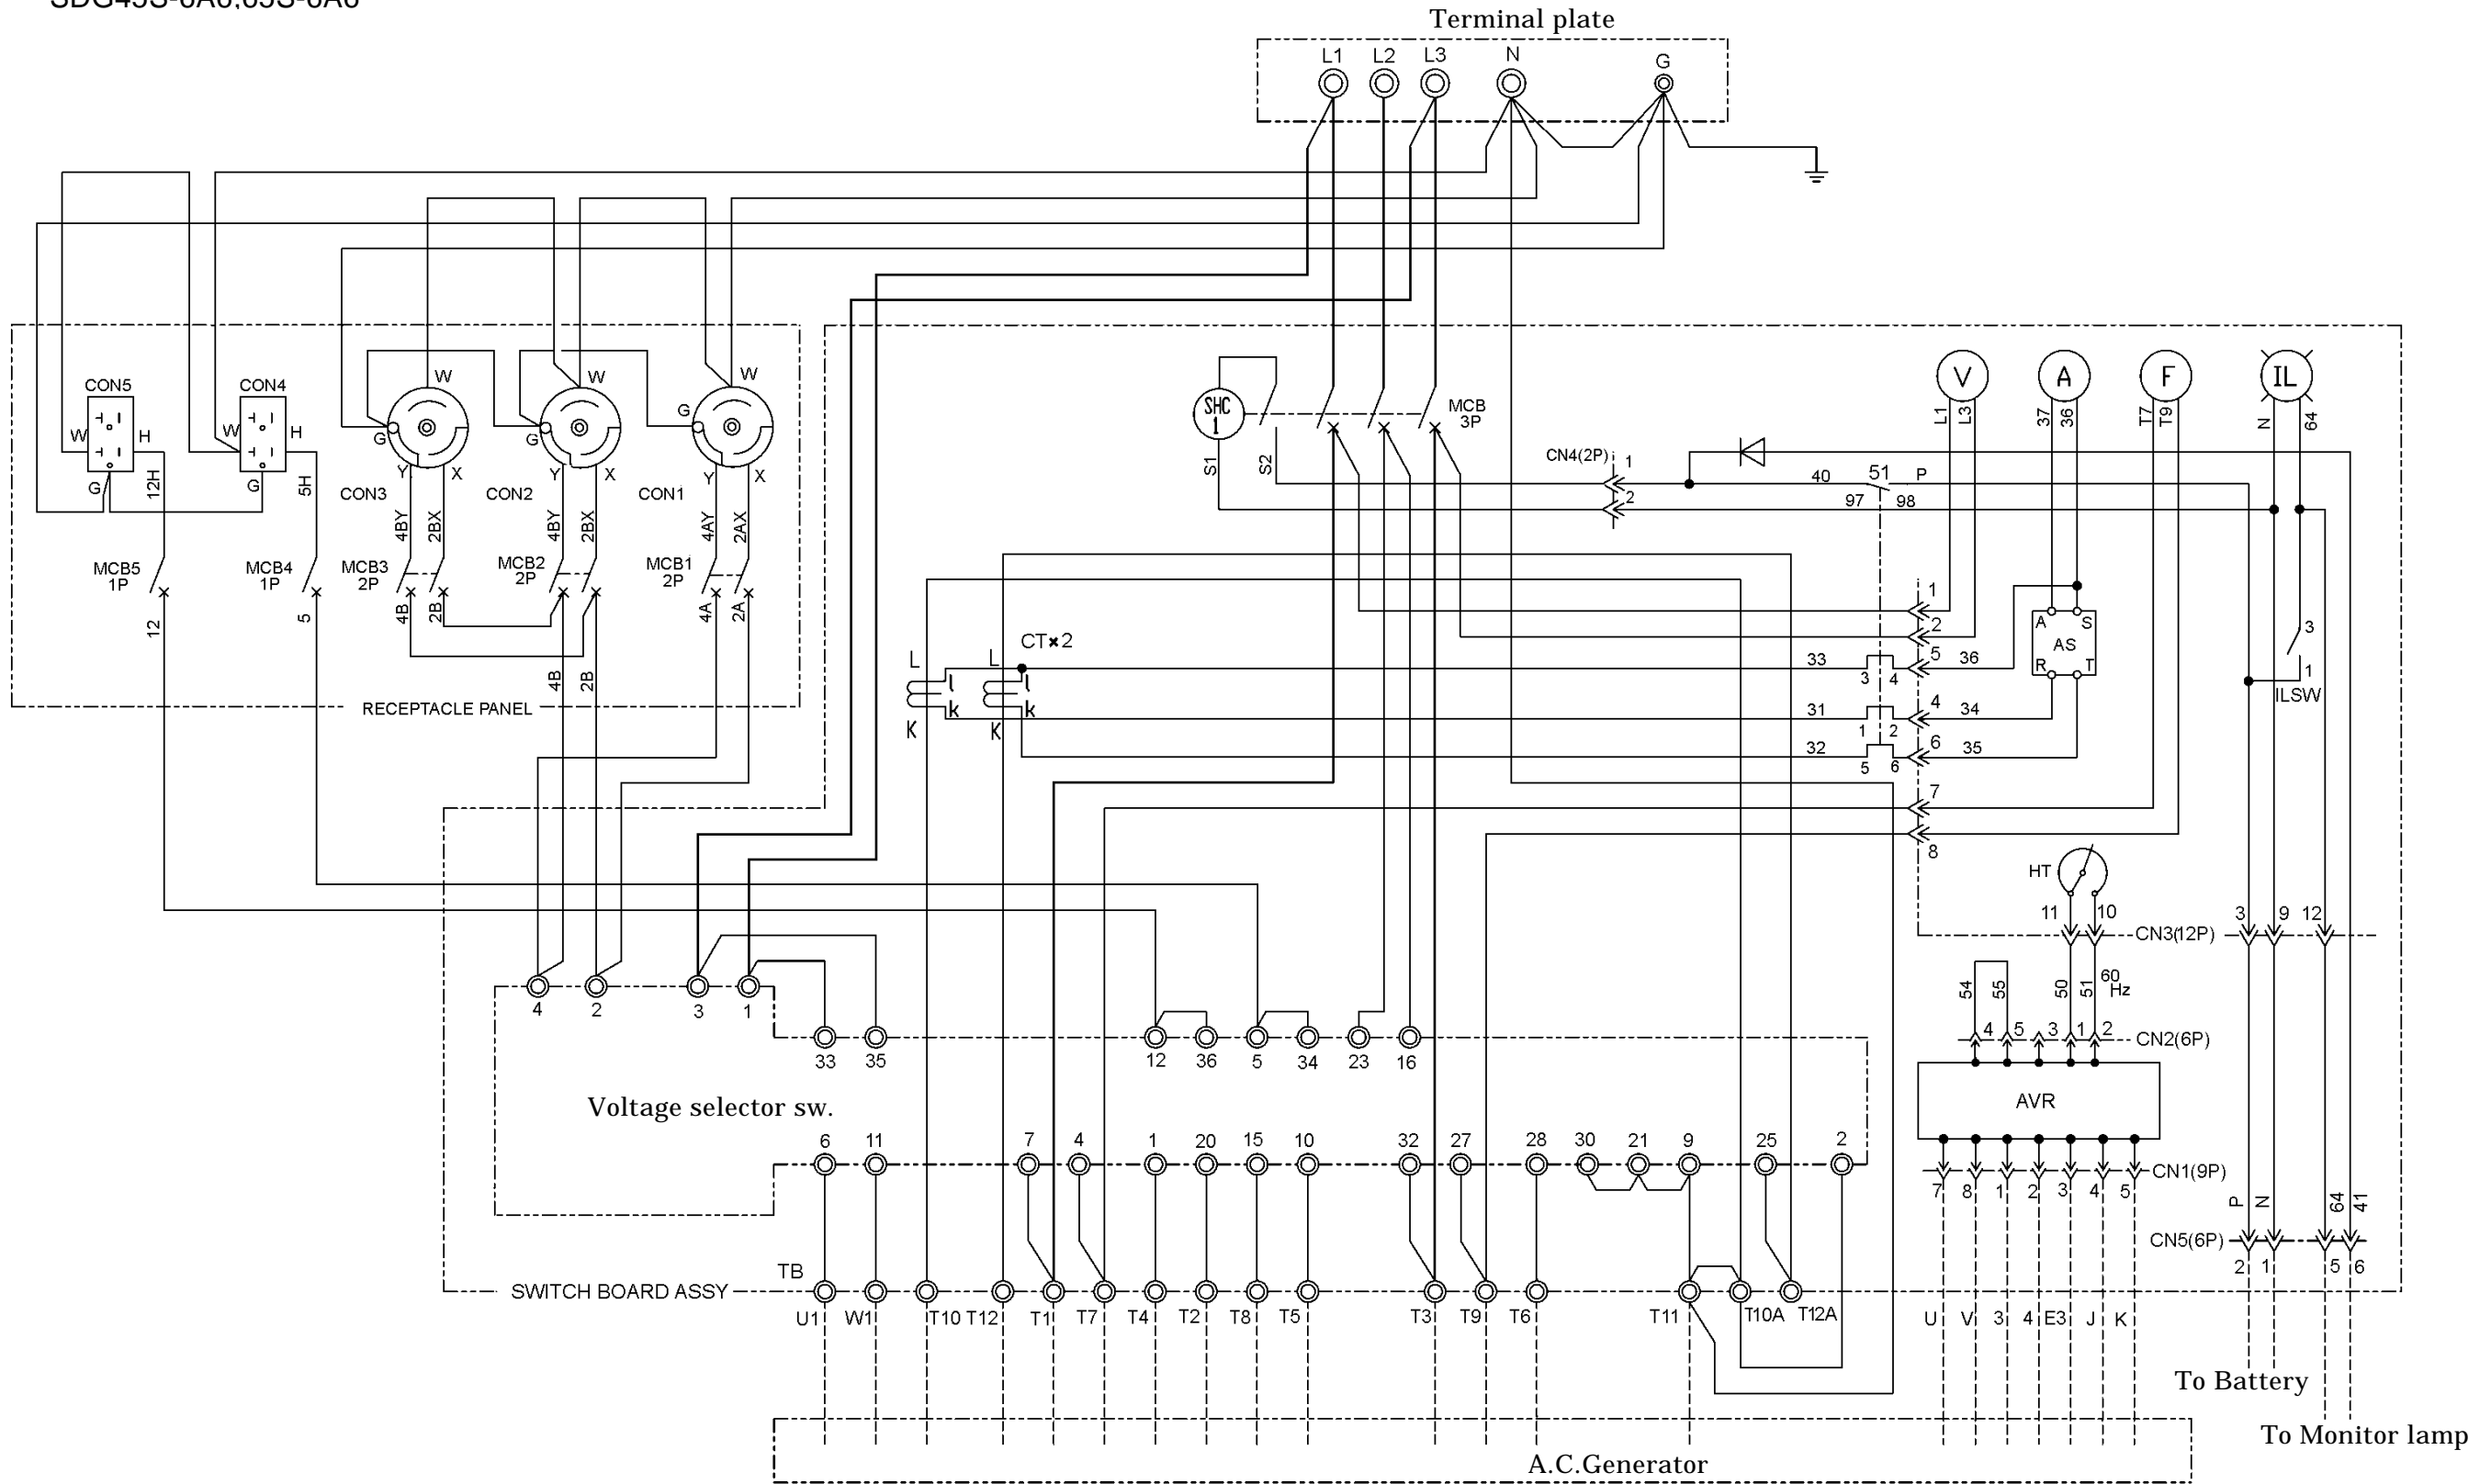 Terminal plate
L1 L2 L3 N G
CON5 CON4
W H W H
G 12H G 5H
W W W
G G G
Y X Y X Y X
CON3 CON2 CON1
4BY 2BX 4BY 2BX 4AY 2AX
MCB5 1P
MCB4 1P
MCB3 2P
MCB2 2P
MCB1 2P
12 5 4B 2B 4A 2A
4B 2B
RECEPTACLE PANEL
SHC 1
MCB 3P
S1 S2
V A F IL
L1 L3 37 36 T7 T9 N 64
CN4(2P) 1
2
40 51 P
97 98
CT×2
L L
l l
k k
K K
1
2
33 3 4 5 36
31 1 2 4 34
32 5 6 6 35
7
8
A S
AS
R T
3
1
ILSW
HT
11 10
3 9 12
CN3(12P)
54 55 50 51 60 Hz
4 5 3 1 2
CN2(6P)
AVR
CN1(9P)
7 8 1 2 3 4 5
P N 64 41
CN5(6P)
2 1 5 6
4 2 3 1
33 35 12 36 5 34 23 16
Voltage selector sw.
6 11 7 4 1 20 15 10 32 27 28 30 21 9 25 2
TB
SWITCH BOARD ASSY
U1 W1 T10 T12 T1 T7 T4 T2 T8 T5 T3 T9 T6 T11 T10A T12A
U V 3 4 E3 J K
To Battery
To Monitor lamp
A.C.Generator